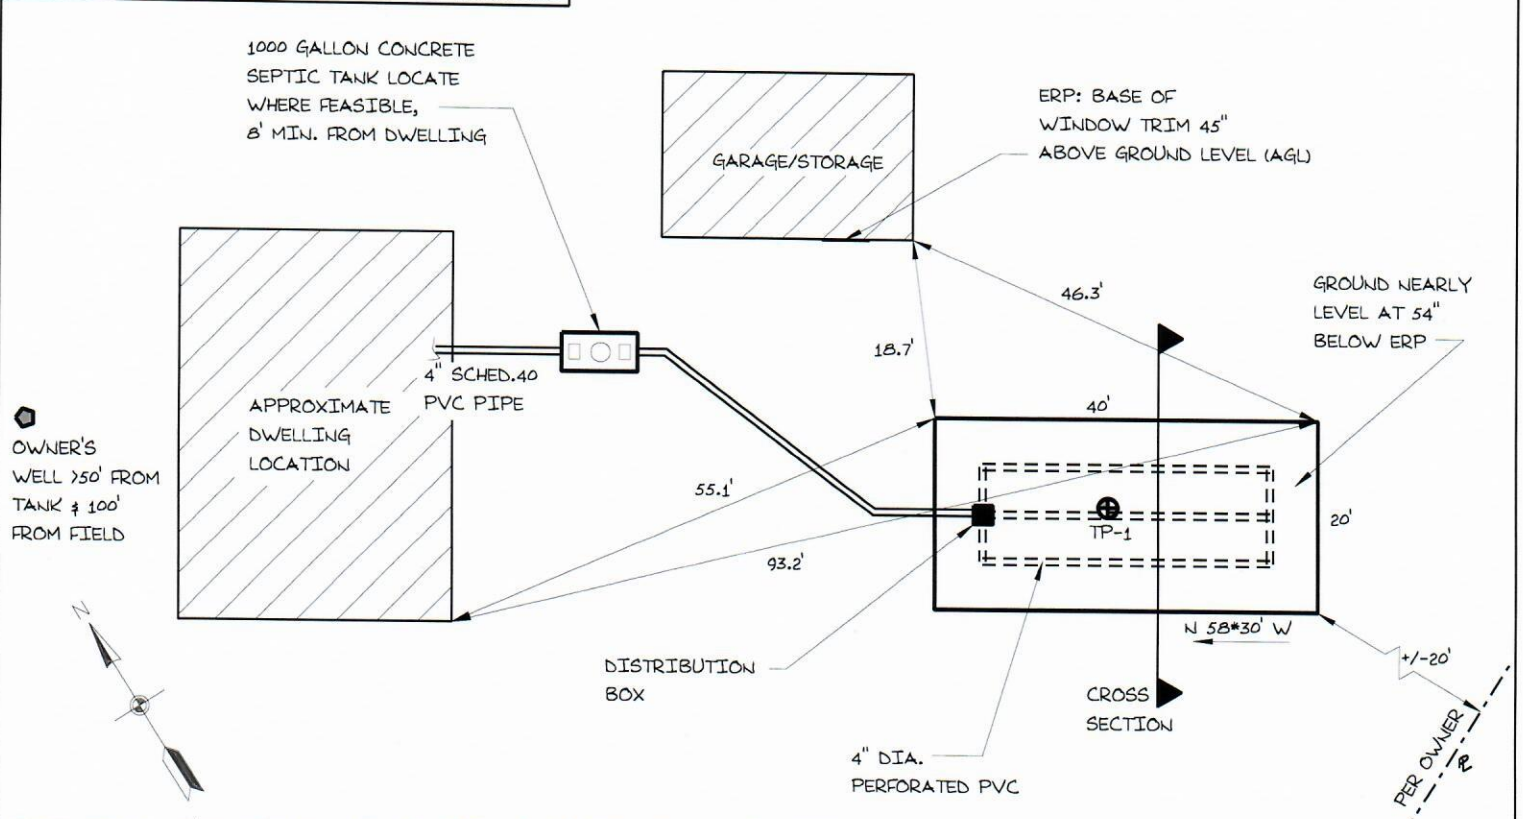 1000 GALLON CONCRETE
SEPTIC TANK LOCATE
WHERE FEASIBLE,
8' MIN. FROM DWELLING
GARAGE/STORAGE
ERP: BASE OF
WINDOW TRIM 45"
ABOVE GROUND LEVEL (AGL)
GROUND NEARLY
LEVEL AT 54"
BELOW ERP
46.3'
18.7'
4" SCHED.40
PVC PIPE
APPROXIMATE
DWELLING
LOCATION
OWNER'S
WELL >50' FROM
TANK & 100'
FROM FIELD
40'
55.1'
20'
TP-1
93.2'
N
N 58*30' W
+/-20'
DISTRIBUTION
BOX
CROSS
SECTION
4" DIA.
PERFORATED PVC
PER OWNER
PL